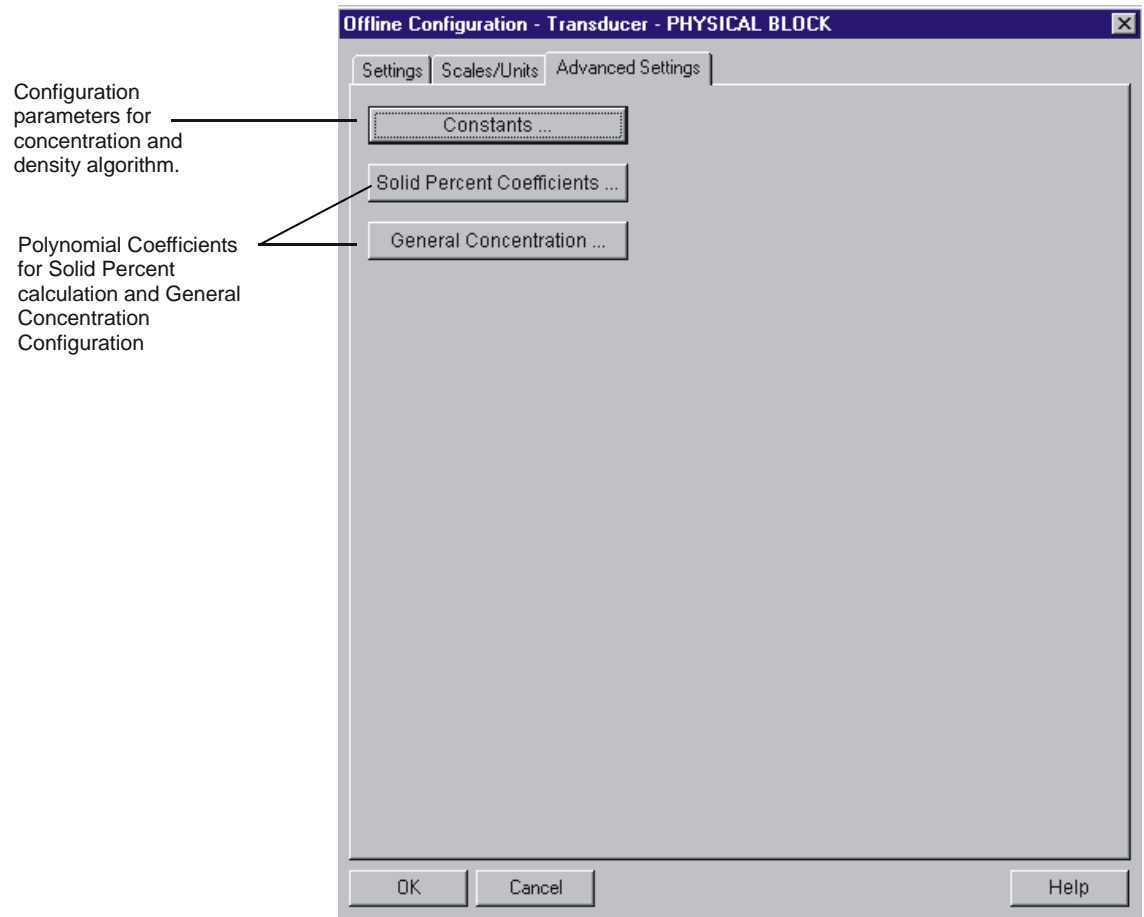 Offline Configuration - Transducer - PHYSICAL BLOCK
Settings
Scales/Units
Advanced Settings
Configuration
parameters for
concentration and
density algorithm.
Constants ...
Solid Percent Coefficients ...
General Concentration ...
Polynomial Coefficients
for Solid Percent
calculation and General
Concentration
Configuration
OK
Cancel
Help